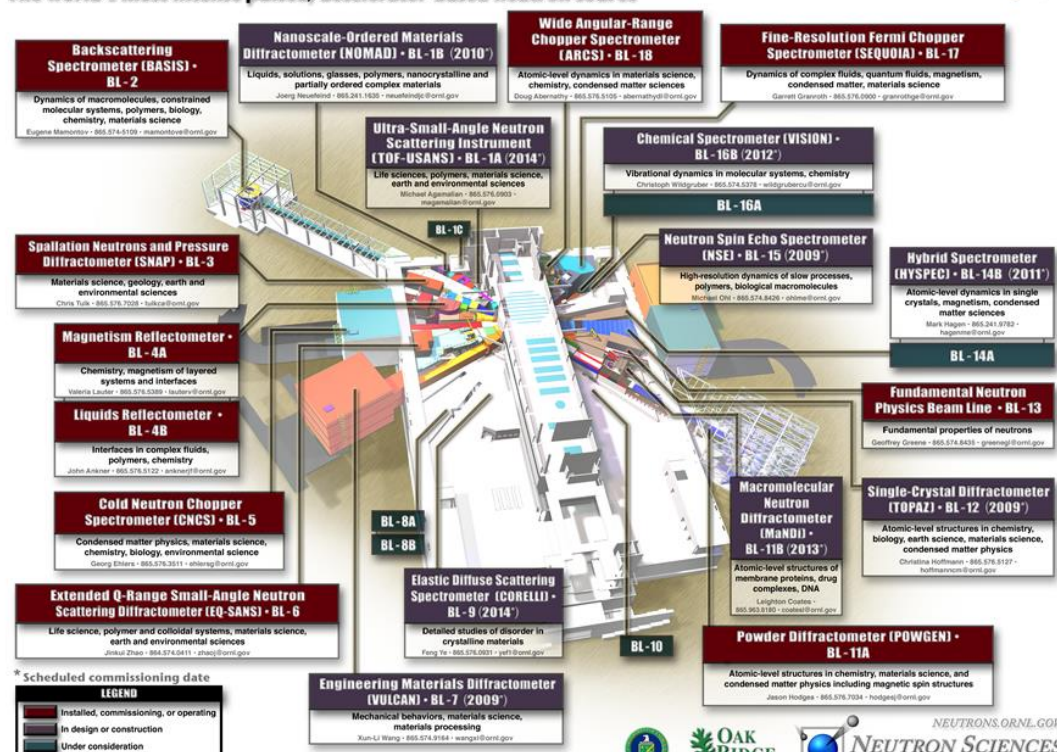 Backscattering
Spectrometer (BASIS) •
BL-2
Dynamics of macromolecules, constrained
molecular systems, polymers, biology,
chemistry, materials science
Eugene Mamontov • 865.574-5109 • mamontove@ornl.gov
Nanoscale-Ordered Materials
Diffractometer (NOMAD) • BL-1B (2010*)
Liquids, solutions, glasses, polymers, nanocrystalline and
partially ordered complex materials
Joerg Neuefeind • 865.241.1635 • neuefeindjc@ornl.gov
Wide Angular-Range
Chopper Spectrometer
(ARCS) • BL-18
Atomic-level dynamics in materials science,
chemistry, condensed matter sciences
Doug Abernathy • 865.576.5105 • abernathydl@ornl.gov
Fine-Resolution Fermi Chopper
Spectrometer (SEQUOIA) • BL-17
Dynamics of complex fluids, quantum fluids, magnetism,
condensed matter, materials science
Garrett Granroth • 865.576.0900 • granrothge@ornl.gov
Ultra-Small-Angle Neutron
Scattering Instrument
(TOF-USANS) • BL-1A (2014*)
Life sciences, polymers, materials science,
earth and environmental sciences
Michael Agamalian • 865.576.0903 •
magamalian@ornl.gov
Chemical Spectrometer (VISION) •
BL-16B (2012*)
Vibrational dynamics in molecular systems, chemistry
Christoph Wildgruber • 865.574.5378 • wildgrubercu@ornl.gov
BL-16A
BL-1C
Spallation Neutrons and Pressure
Diffractometer (SNAP) • BL-3
Materials science, geology, earth and
environmental sciences
Chris Tulk • 865.576.7028 • tulkca@ornl.gov
Neutron Spin Echo Spectrometer
(NSE) • BL-15 (2009*)
High-resolution dynamics of slow processes,
polymers, biological macromolecules
Michael Ohl • 865.574.8426 • ohlme@ornl.gov
Hybrid Spectrometer
(HYSPEC) • BL-14B (2011*)
Atomic-level dynamics in single
crystals, magnetism, condensed
matter sciences
Mark Hagen • 865.241.9782 •
hagenme@ornl.gov
BL-14A
Magnetism Reflectometer •
BL-4A
Chemistry, magnetism of layered
systems and interfaces
Valeria Lauter • 865.576.5389 • lauterv@ornl.gov
Liquids Reflectometer •
BL-4B
Interfaces in complex fluids,
polymers, chemistry
John Ankner • 865.576.5122 • anknerjf@ornl.gov
Fundamental Neutron
Physics Beam Line • BL-13
Fundamental properties of neutrons
Geoffrey Greene • 865.574.8435 • greenegl@ornl.gov
Cold Neutron Chopper
Spectrometer (CNCS) • BL-5
Condensed matter physics, materials science,
chemistry, biology, environmental science
Georg Ehlers • 865.576.3511 • ehlersg@ornl.gov
BL-8A
BL-8B
Macromolecular
Neutron
Diffractometer
(MaNDi) •
BL-11B (2013*)
Atomic-level structures of
membrane proteins, drug
complexes, DNA
Leighton Coates •
865.963.6180 • coatesl@ornl.gov
Single-Crystal Diffractometer
(TOPAZ) • BL-12 (2009*)
Atomic-level structures in chemistry,
biology, earth science, materials science,
condensed matter physics
Christina Hoffmann • 865.576.5127 •
hoffmanncm@ornl.gov
Extended Q-Range Small-Angle Neutron
Scattering Diffractometer (EQ-SANS) • BL-6
Life science, polymer and colloidal systems, materials science,
earth and environmental sciences
Jinkui Zhao • 864.574.0411 • zhaoj@ornl.gov
Elastic Diffuse Scattering
Spectrometer (CORELLI) •
BL-9 (2014*)
Detailed studies of disorder in
crystalline materials
Feng Ye • 865.576.0931 • yef1@ornl.gov
BL-10
Powder Diffractometer (POWGEN) •
BL-11A
Atomic-level structures in chemistry, materials science, and
condensed matter physics including magnetic spin structures
Jason Hodges • 865.576.7034 • hodgesj@ornl.gov
Engineering Materials Diffractometer
(VULCAN) • BL-7 (2009*)
Mechanical behaviors, materials science,
materials processing
Xun-Li Wang • 865.574.9164 • wangxl@ornl.gov
* Scheduled commissioning date
LEGEND
Installed, commissioning, or operating
In design or construction
Under consideration
OAK
RIDGE
NEUTRONS.ORNL.GOV
NEUTRON SCIENCES